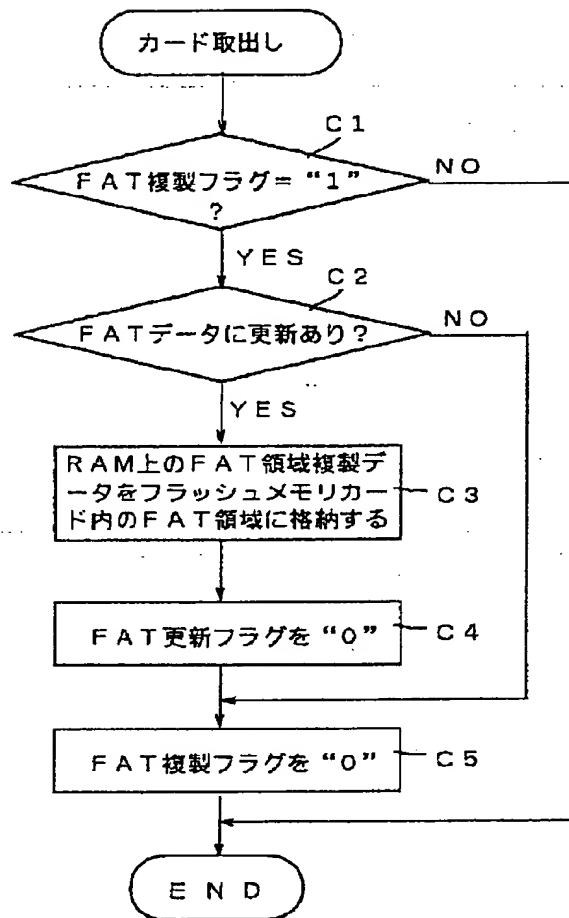 カード取出し
C1
FAT複製フラグ=“1”
?
NO
YES
C2
FATデータに更新あり?
NO
YES
RAM上のFAT領域複製デ
ータをフラッシュメモリカー
ド内のFAT領域に格納する
C3
FAT更新フラグを“0”
C4
FAT複製フラグを“0”
C5
END